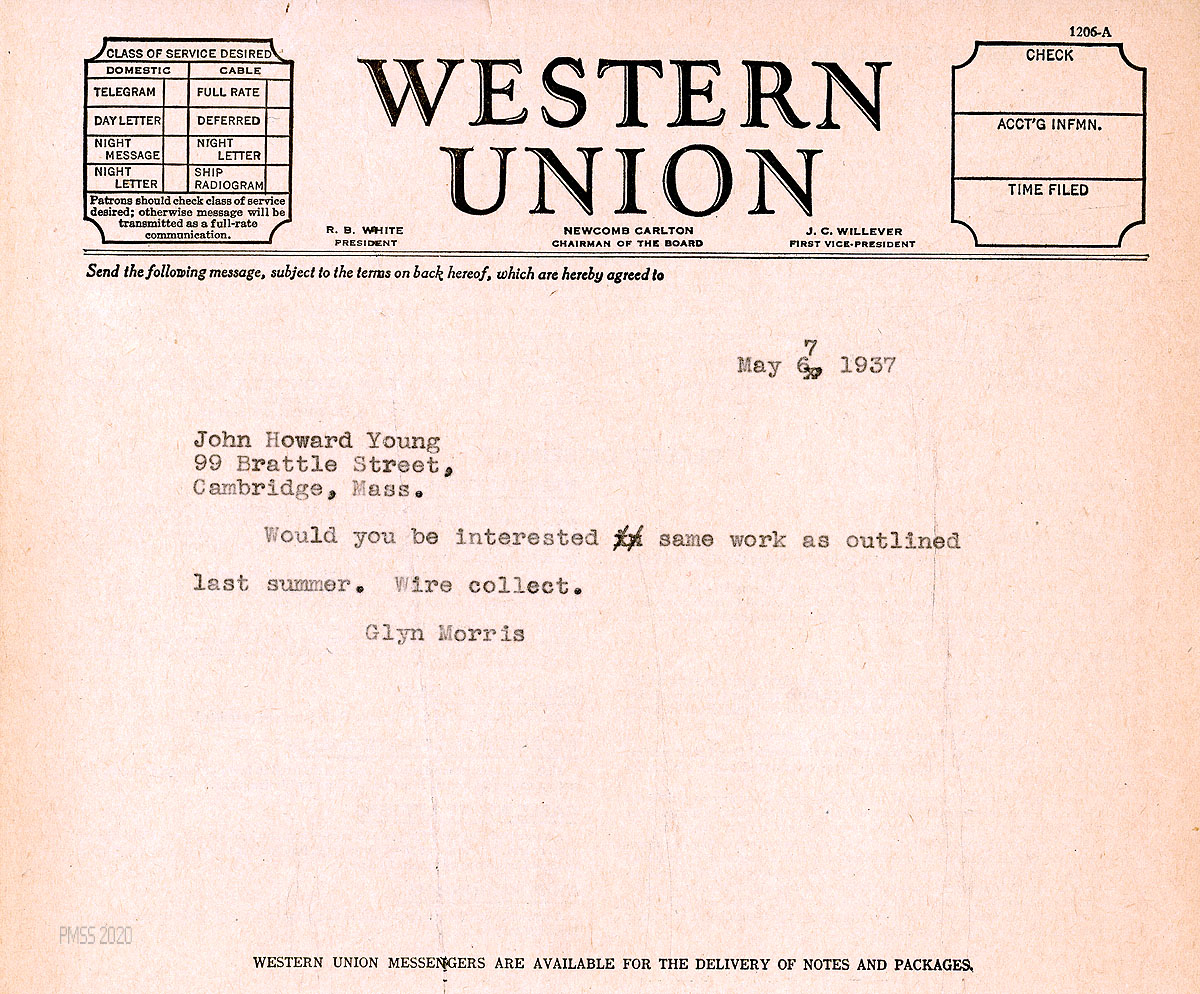 1206-A
CLASS OF SERVICE DESIRED
DOMESTIC CABLE
TELEGRAM FULL RATE
DAY LETTER DEFERRED
NIGHT MESSAGE NIGHT LETTER
NIGHT LETTER SHIP RADIOGRAM
Patrons should check class of service
desired; otherwise message will be
transmitted as a full-rate
communication.
WESTERN
UNION
R. B. WHITE
PRESIDENT
NEWCOMB CARLTON
CHAIRMAN OF THE BOARD
J. C. WILLEVER
FIRST VICE-PRESIDENT
CHECK
ACCT'G INFMN.
TIME FILED
Send the following message, subject to the terms on back hereof, which are hereby agreed to
7
May 6, 1937
John Howard Young
99 Brattle Street,
Cambridge, Mass.
Would you be interested same work as outlined
last summer. Wire collect.
Glyn Morris
PMSS 2020
WESTERN UNION MESSENGERS ARE AVAILABLE FOR THE DELIVERY OF NOTES AND PACKAGES.